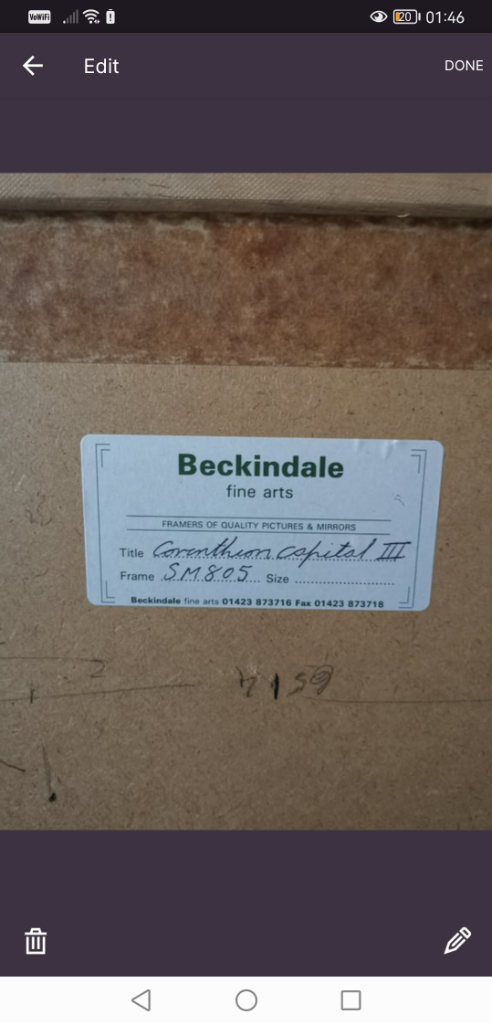 VoWiFi 20 01:46
Edit DONE
Beckindale
fine arts
FRAMERS OF QUALITY PICTURES & MIRRORS
Title Corinthian capital III
Frame SM805 Size
Beckindale fine arts 01423 873716 Fax 01423 873718